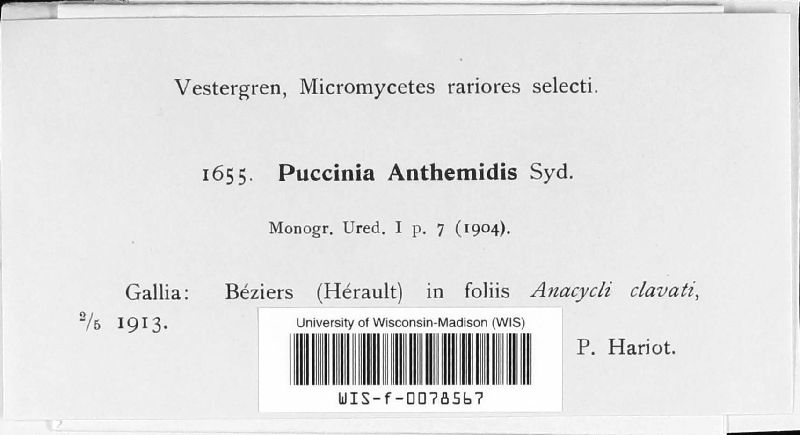 Vestergren, Micromycetes rariores selecti.
1655. Puccinia Anthemidis Syd.
Monogr. Ured. I p. 7 (1904).
Gallia: Béziers (Hérault) in foliis Anacycli clavati,
2/5 1913.
P. Hariot.
University of Wisconsin-Madison (WIS)
WIS-f-0078567